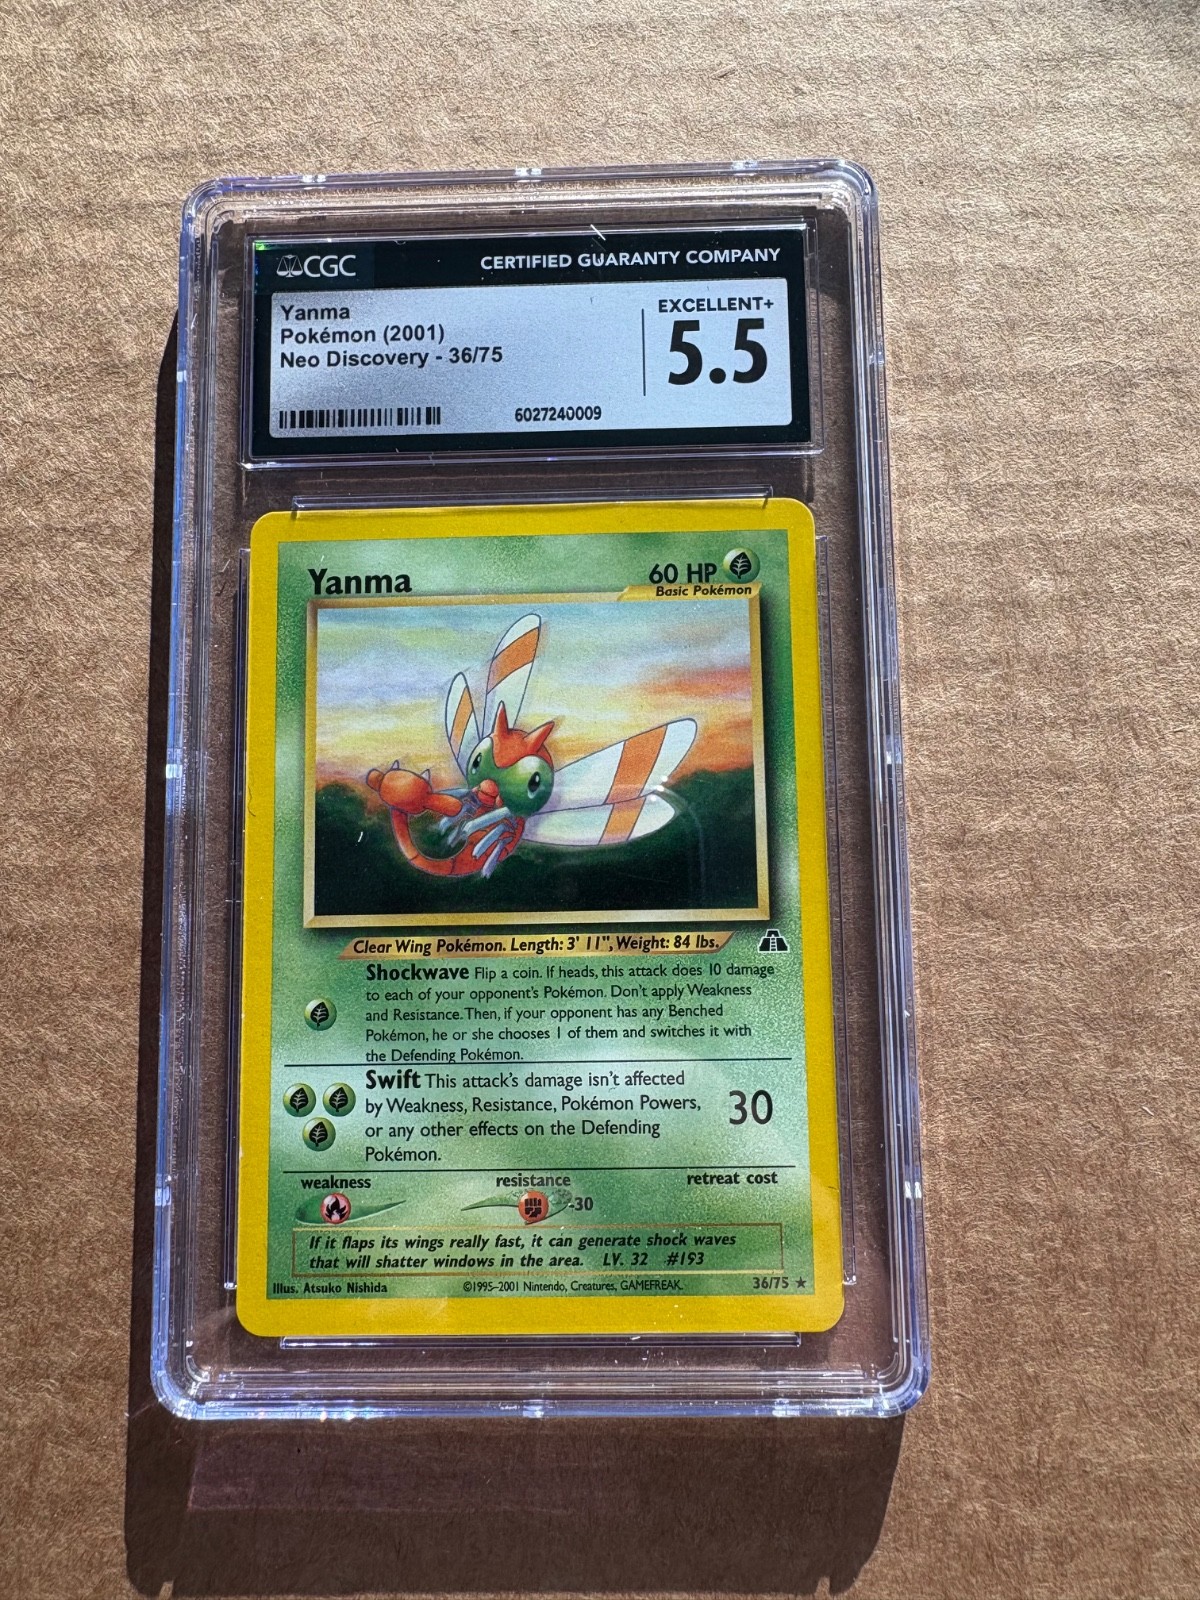 CGC
CERTIFIED GUARANTY COMPANY
Yanma
Pokémon (2001)
Neo Discovery - 36/75
EXCELLENT+
5.5
6027240009
Yanma
60 HP
Basic Pokémon
Clear Wing Pokémon. Length: 3' 11", Weight: 84 lbs.
Shockwave Flip a coin. If heads, this attack does 10 damage
to each of your opponent's Pokémon. Don't apply Weakness
and Resistance. Then, if your opponent has any Benched
Pokémon, he or she chooses 1 of them and switches it with
the Defending Pokémon.
Swift This attack's damage isn't affected
by Weakness, Resistance, Pokémon Powers,
or any other effects on the Defending
Pokémon.
30
weakness
resistance
retreat cost
-30
If it flaps its wings really fast, it can generate shock waves
that will shatter windows in the area. LV. 32 #193
Illus. Atsuko Nishida
©1995–2001 Nintendo, Creatures, GAMEFREAK.
36/75 ★